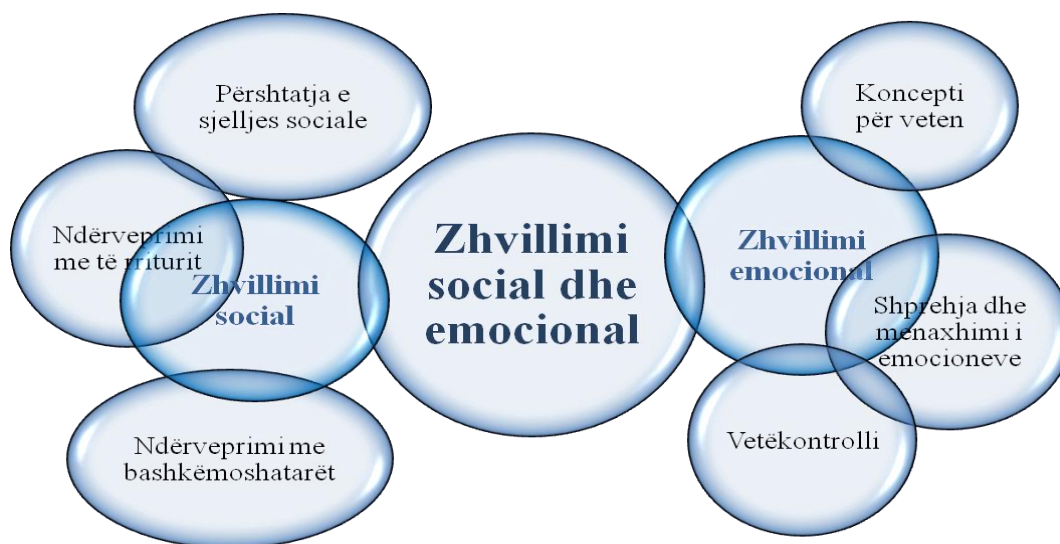 Përshtatja e
sjelljes sociale
Ndërveprimi
me të rriturit
Zhvillimi
social
Ndërveprimi me
bashkëmoshatarët
Zhvillimi
social dhe
emocional
Koncepti
për veten
Zhvillimi
emocional
Shprehja dhe
menaxhimi i
emocioneve
Vetëkontrolli